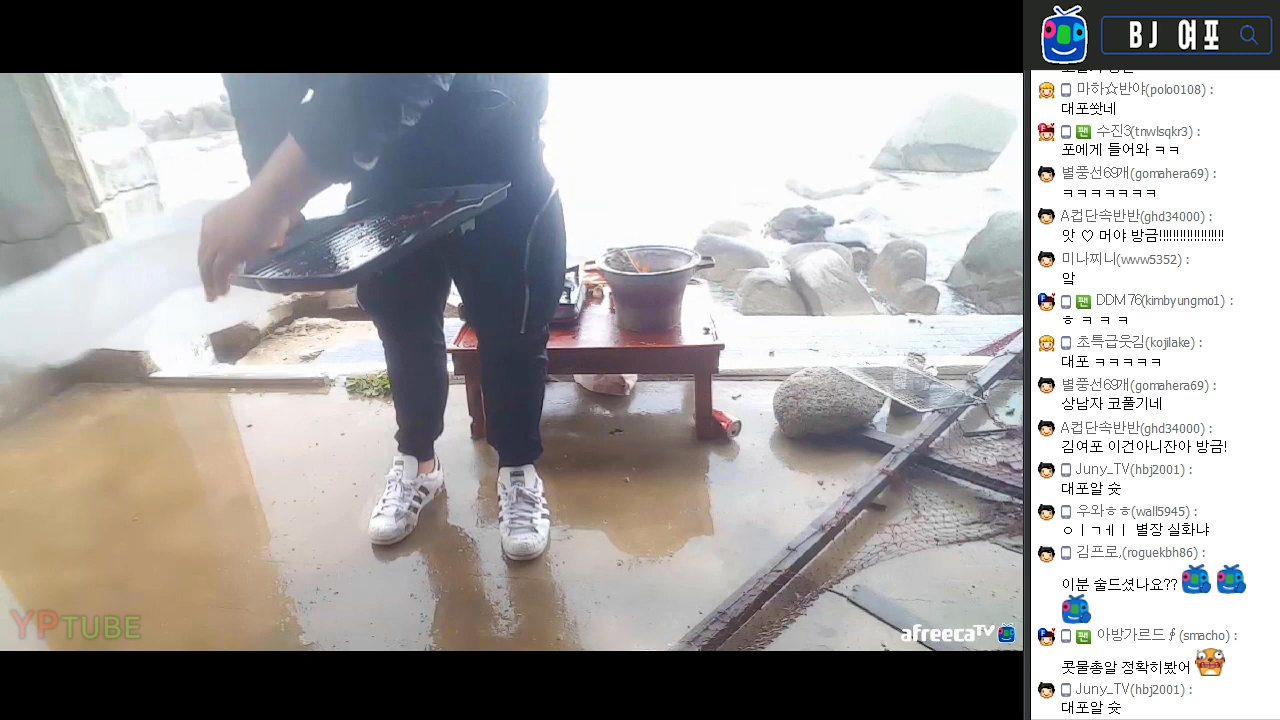 BJ 여포
마하☆반야(polo0108) :
대포쐈네
팬 수진3(tnwlsqkr3) :
포에게 들어와 ㅋㅋ
별풍선69개(gomahera69) :
ㅋㅋㅋㅋㅋㅋㅋ
A컵단속반반(ghd34000) :
앗 ♡ 머야 방금!!!!!!!!!!!!!!!!!!!
미나찌니(www5352) :
앜
팬 DDM76(kimbyungmo1) :
ㅎ ㅋ ㅋ ㅋ
초특급옷김(kojilake) :
대포 ㅋㅋㅋㅋㅋ
별풍선69개(gomahera69) :
상남자 코풀기네
A컵단속반반(ghd34000) :
김여포 이건아니잔아 방금!
Juny_TV(hbj2001) :
대포알 슛
우와ㅎㅎ(wall5945) :
ㅇㅣㄱㅔㅣ 별장 실화냐
김프로,(roguekbh86) :
이분 술드셨나요??
팬 아방가르드∮(smacho) :
콧물총알 정확히봤어
Juny_TV(hbj2001) :
대포알 슛
YPTUBE
afreecaTV